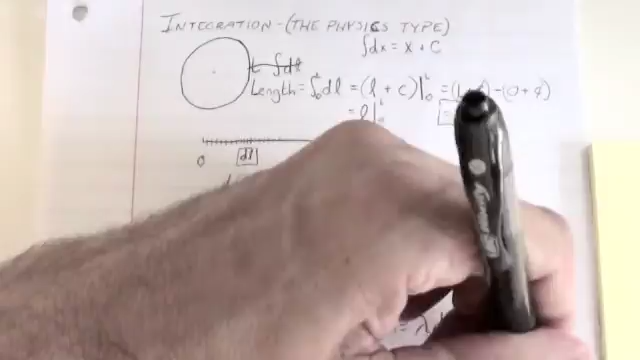 INTEGRATION - (THE PHYSICS TYPE)
∫dx = x + C
Length = ∫₀ᴸ dl = (l + c)|₀ᴸ = (L + ¢) - (0 + ¢)
= l|₀ᴸ
0 dl
= λ